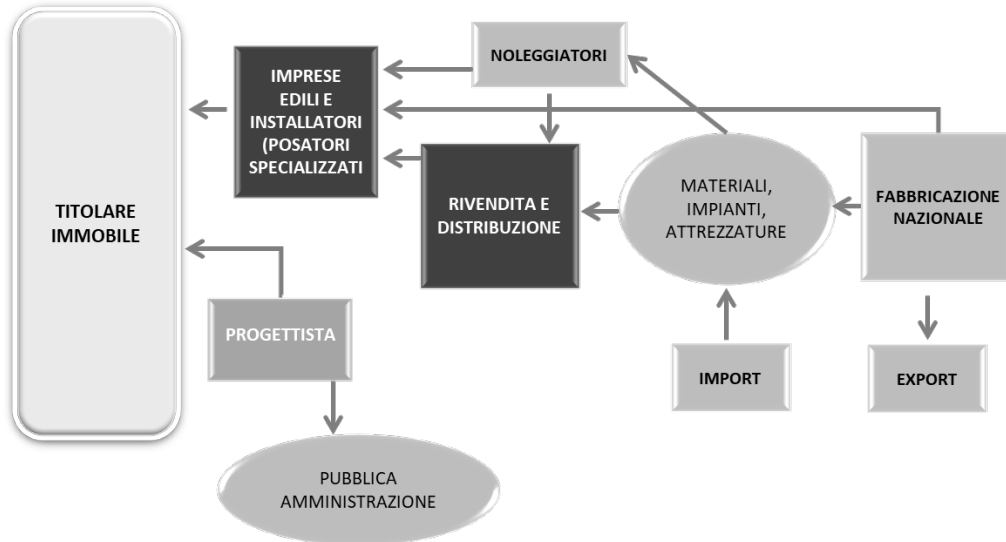 NOLEGGIATORI
IMPRESE
EDILI E
INSTALLATORI
(POSATORI
SPECIALIZZATI
TITOLARE
IMMOBILE
RIVENDITA E
DISTRIBUZIONE
MATERIALI,
IMPIANTI,
ATTREZZATURE
FABBRICAZIONE
NAZIONALE
PROGETTISTA
IMPORT
EXPORT
PUBBLICA
AMMINISTRAZIONE